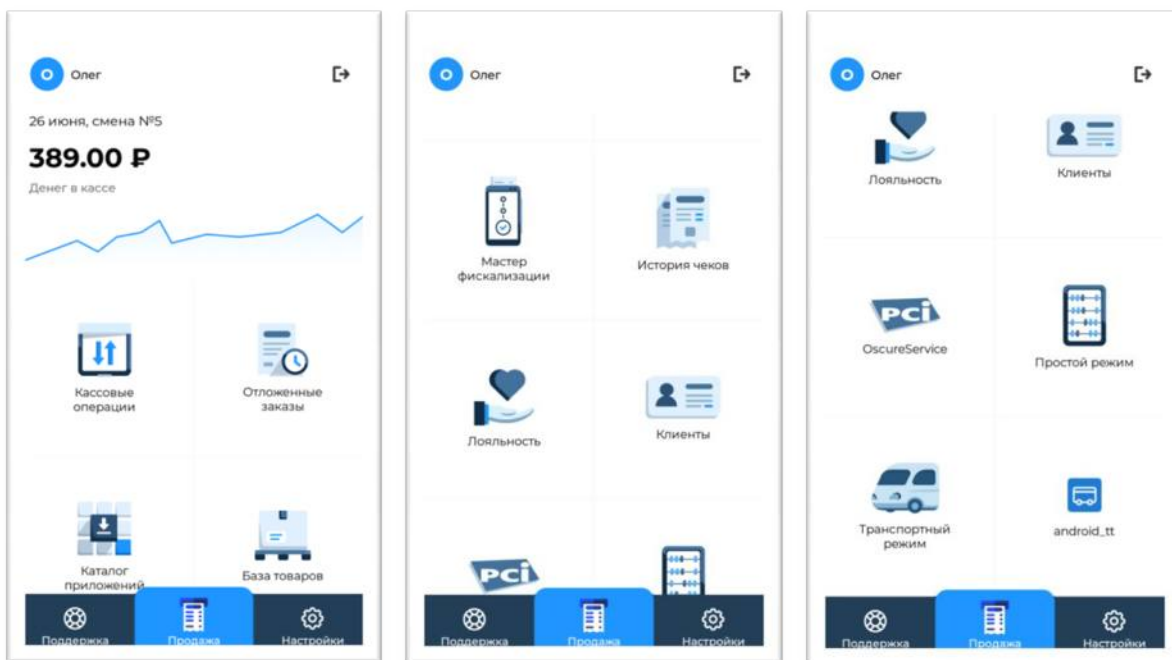 О Олег
26 июня, смена №5
389.00 ₽
Денег в кассе
Кассовые
операции
Отложенные
заказы
Каталог
приложений
База товаров
Поддержка
Продажа
Настройки
О Олег
Мастер
фискализации
История чеков
Лояльность
Клиенты
PCI
Поддержка
Продажа
Настройки
О Олег
Лояльность
Клиенты
PCI
OscureService
Простой режим
Транспортный
режим
android_tt
Поддержка
Продажа
Настройки